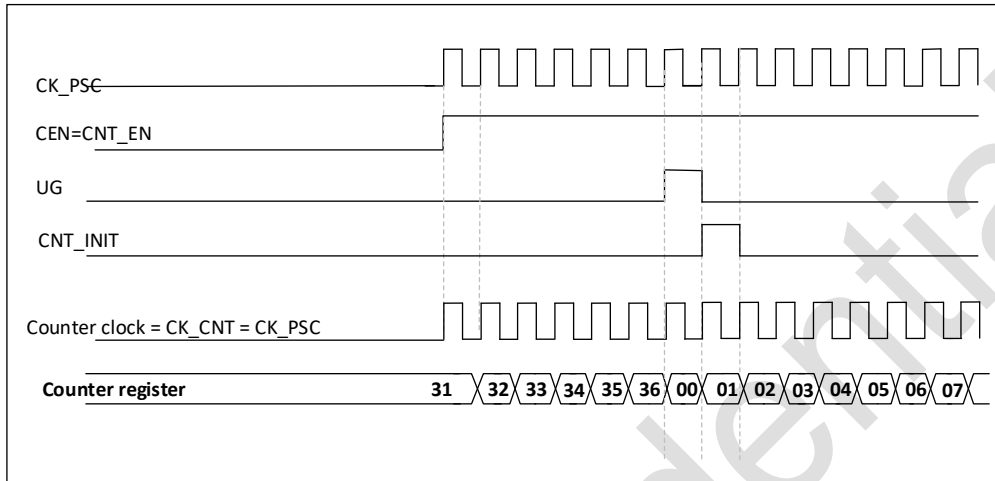 CK_PSC
CEN=CNT_EN
UG
CNT_INIT
Counter clock = CK_CNT = CK_PSC
Counter register 31 32 33 34 35 36 00 01 02 03 04 05 06 07